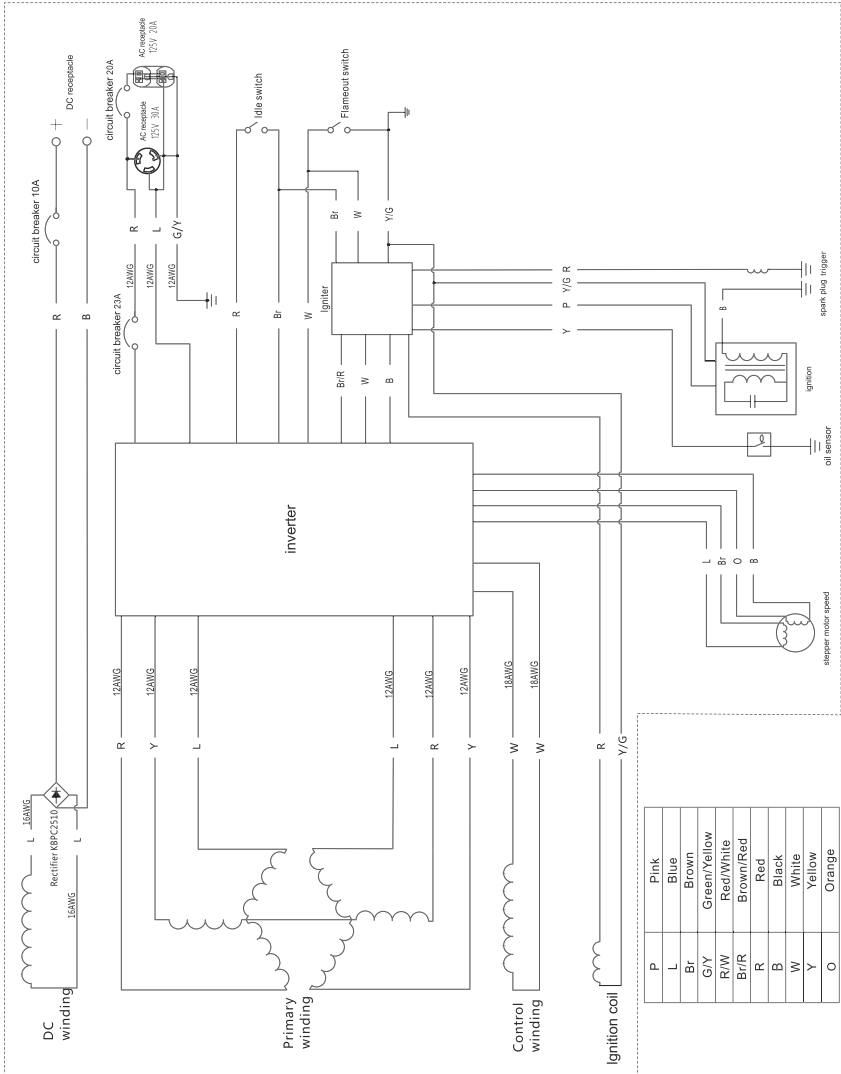 DC
winding
L
16AWG
L
16AWG
Rectifier KBPC2510
R
B
circuit breaker 10A
+
−
DC receptacle
circuit breaker 23A
12AWG
12AWG
12AWG
R
L
G/Y
circuit breaker 20A
AC receptacle
125V 30A
AC receptacle
125V 20A
Primary
winding
R
Y
L
L
R
Y
12AWG
12AWG
12AWG
12AWG
12AWG
12AWG
inverter
R
Br
W
Idle switch
Flameout switch
Br
W
Y/G
Igniter
Br/R
W
B
Control
winding
W
W
18AWG
18AWG
Ignition coil
R
Y/G
R
Y/G
P
Y
B
spark plug
trigger
ignition
oil sensor
L
Br
O
B
stepper motor speed
P Pink
L Blue
Br Brown
G/Y Green/Yellow
R/W Red/White
Br/R Brown/Red
R Red
B Black
W White
Y Yellow
O Orange